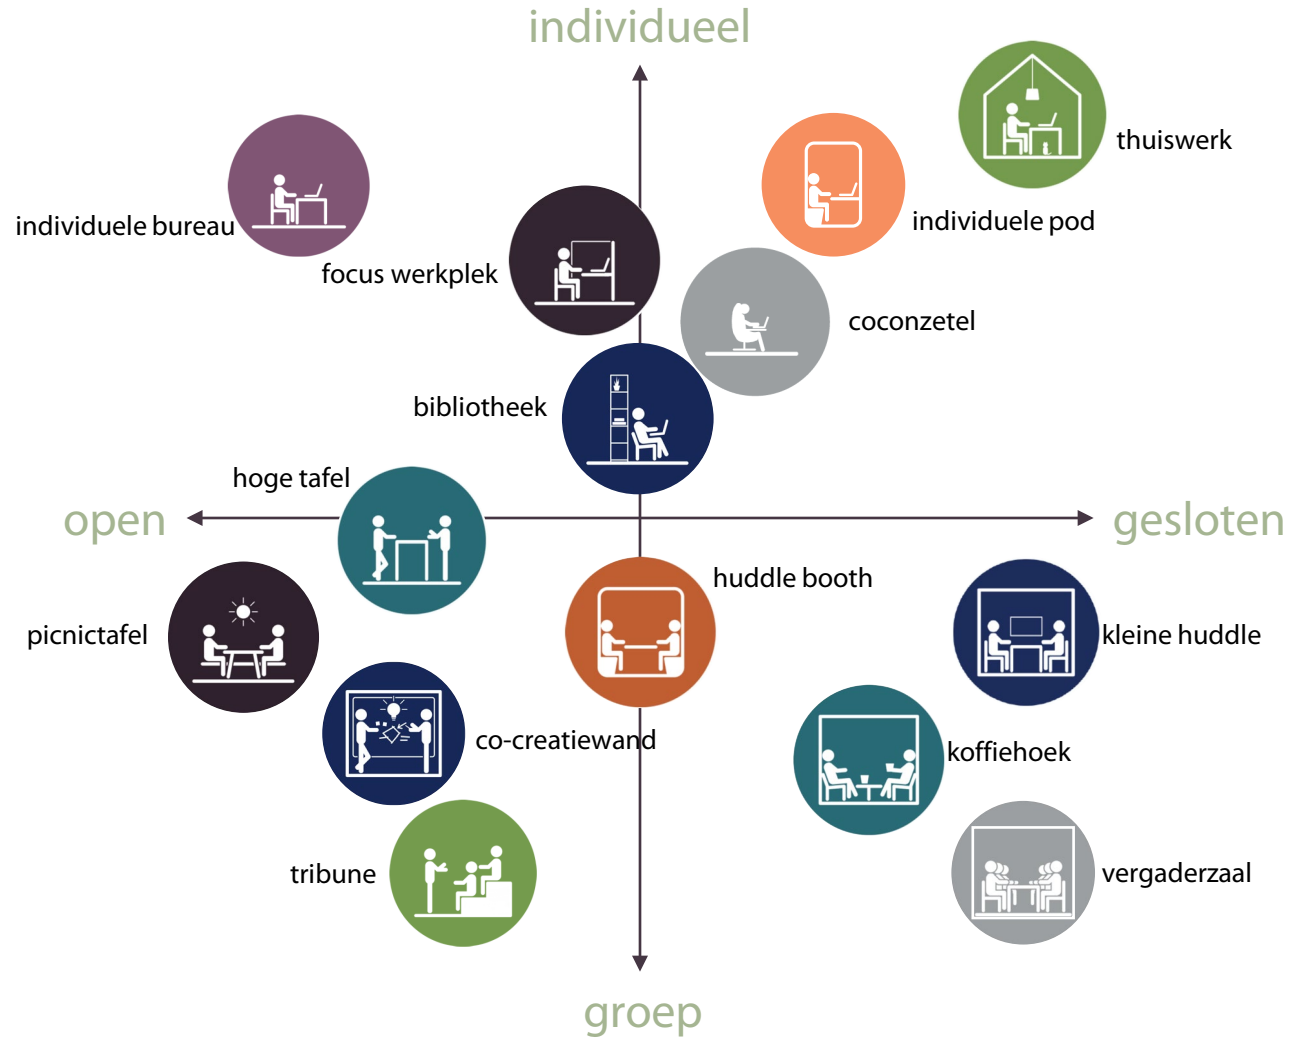 individueel
thuiswerk
individuele bureau
individuele pod
focus werkplek
coconzetel
bibliotheek
hoge tafel
open
gesloten
huddle booth
picnictafel
kleine huddle
co-creatiewand
koffiehoek
tribune
vergaderzaal
groep